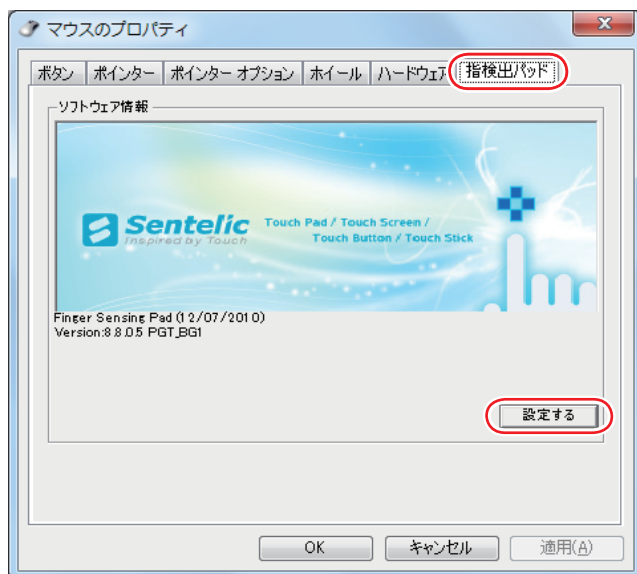 マウスのプロパティ
ボタン ポインター ポインター オプション ホイール ハードウェア 指検出パッド
ソフトウェア情報
Sentelic
Inspired by Touch
Touch Pad / Touch Screen /
Touch Button / Touch Stick
Finger Sensing Pad (12/07/2010)
Version:8.8.0.5 PGT_BG1
設定する
OK キャンセル 適用(A)